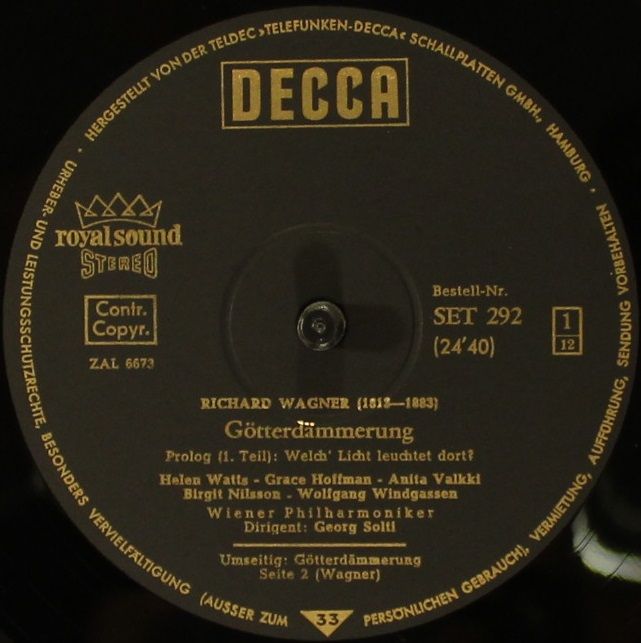 HERGESTELLT VON DER TELDEC »TELEFUNKEN-DECCA« SCHALLPLATTEN GMBH., HAMBURG • URHEBER- UND LEISTUNGSSCHUTZRECHTE, BESONDERS VERVIELFÄLTIGUNG (AUSSER ZUM PERSÖNLICHEN GEBRAUCH), VERMIETUNG, AUFFÜHRUNG, SENDUNG VORBEHALTEN •
DECCA
royal sound
STEREO
Contr.
Copyr.
ZAL 6673
Bestell-Nr.
SET 292
(24'40)
1
12
RICHARD WAGNER (1813—1883)
Götterdämmerung
Prolog (1. Teil): Welch' Licht leuchtet dort?
Helen Watts - Grace Hoffman - Anita Valkki
Birgit Nilsson - Wolfgang Windgassen
Wiener Philharmoniker
Dirigent: Georg Solti
Umseitig: Götterdämmerung
Seite 2 (Wagner)
33